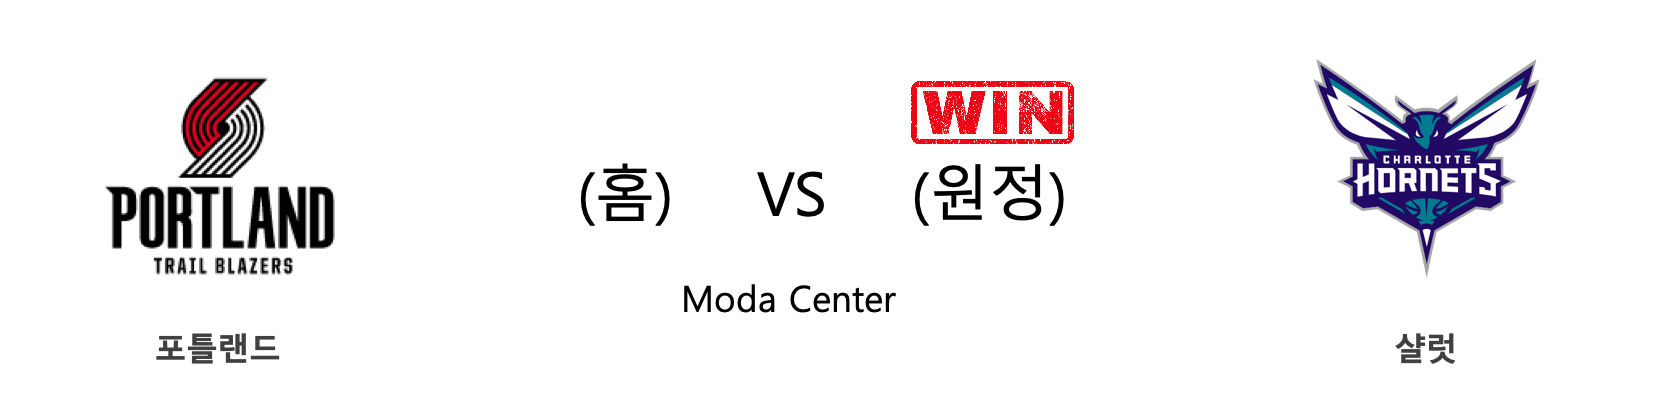 WIN
PORTLAND
TRAIL BLAZERS
(홈) VS (원정)
CHARLOTTE
HORNETS
Moda Center
포틀랜드
샬럿